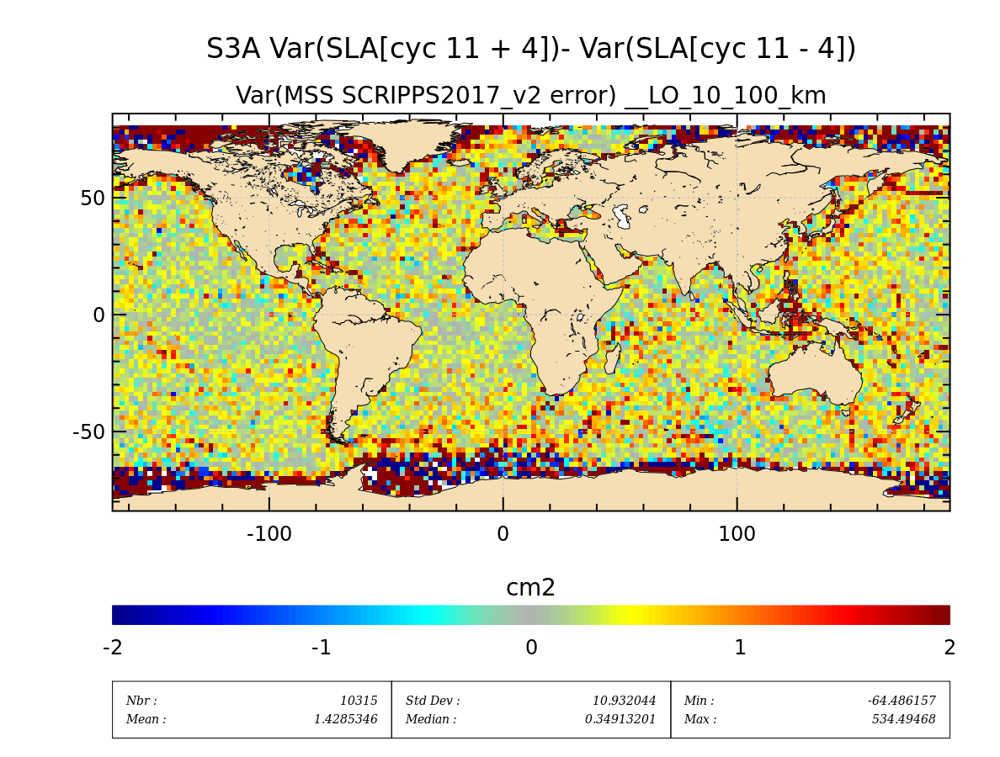 S3A Var(SLA[cyc 11 + 4])- Var(SLA[cyc 11 - 4])
Var(MSS SCRIPPS2017_v2 error) __LO_10_100_km
50
0
-50
-100 0 100
cm2
-2 -1 0 1 2
Nbr : 10315 Std Dev : 10.932044 Min : -64.486157
Mean : 1.4285346 Median : 0.34913201 Max : 534.49468